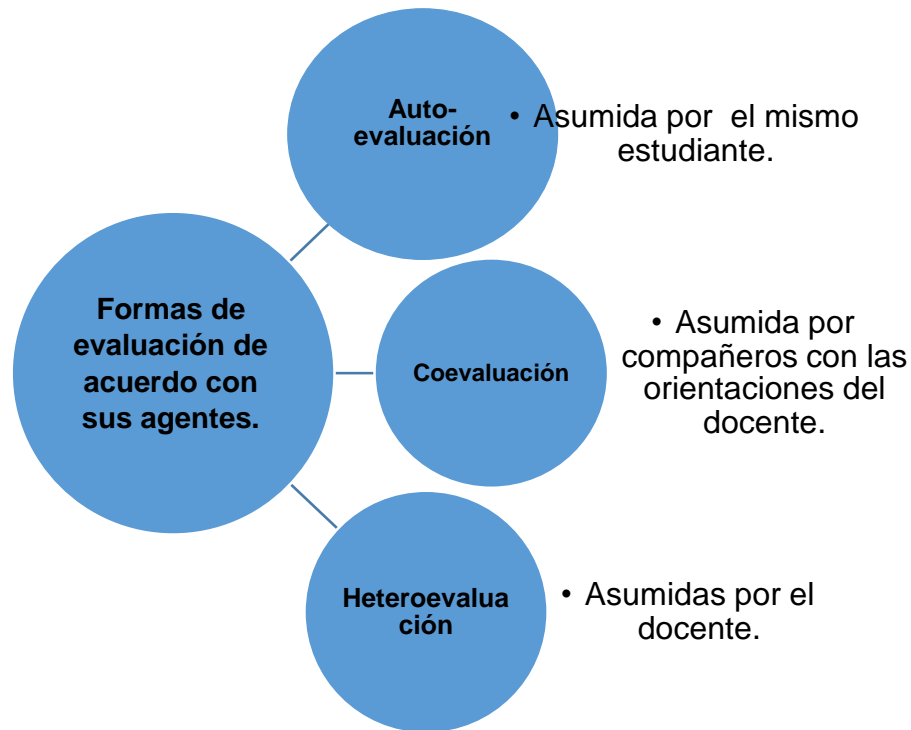 Auto-
evaluación
• Asumida por el mismo
estudiante.
Formas de
evaluación de
acuerdo con
sus agentes.
Coevaluación
• Asumida por
compañeros con las
orientaciones del
docente.
Heteroevalua
ción
• Asumidas por el
docente.